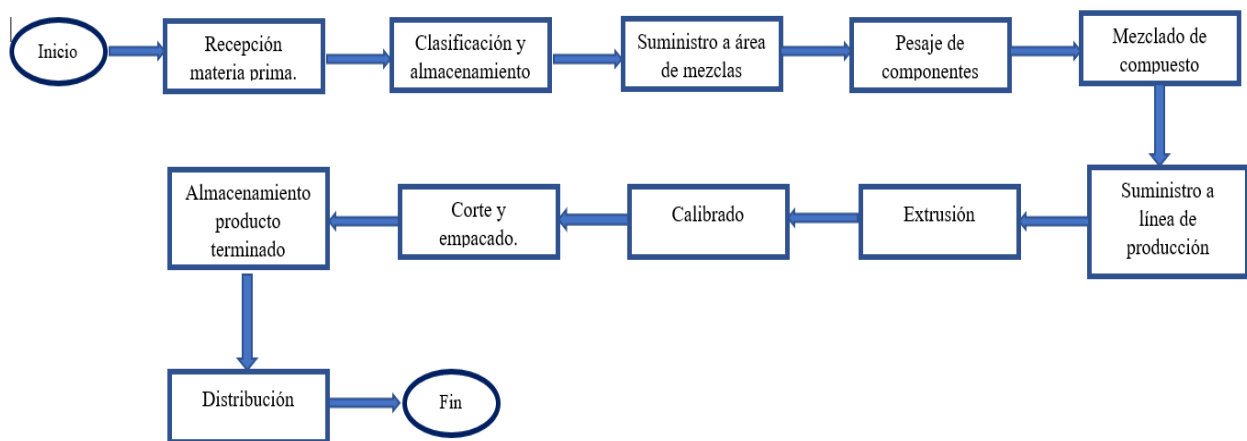 Inicio
Recepción
materia prima.
Clasificación y
almacenamiento
Suministro a área
de mezclas
Pesaje de
componentes
Mezclado de
compuesto
Suministro a
línea de
producción
Extrusión
Calibrado
Corte y
empacado.
Almacenamiento
producto
terminado
Distribución
Fin